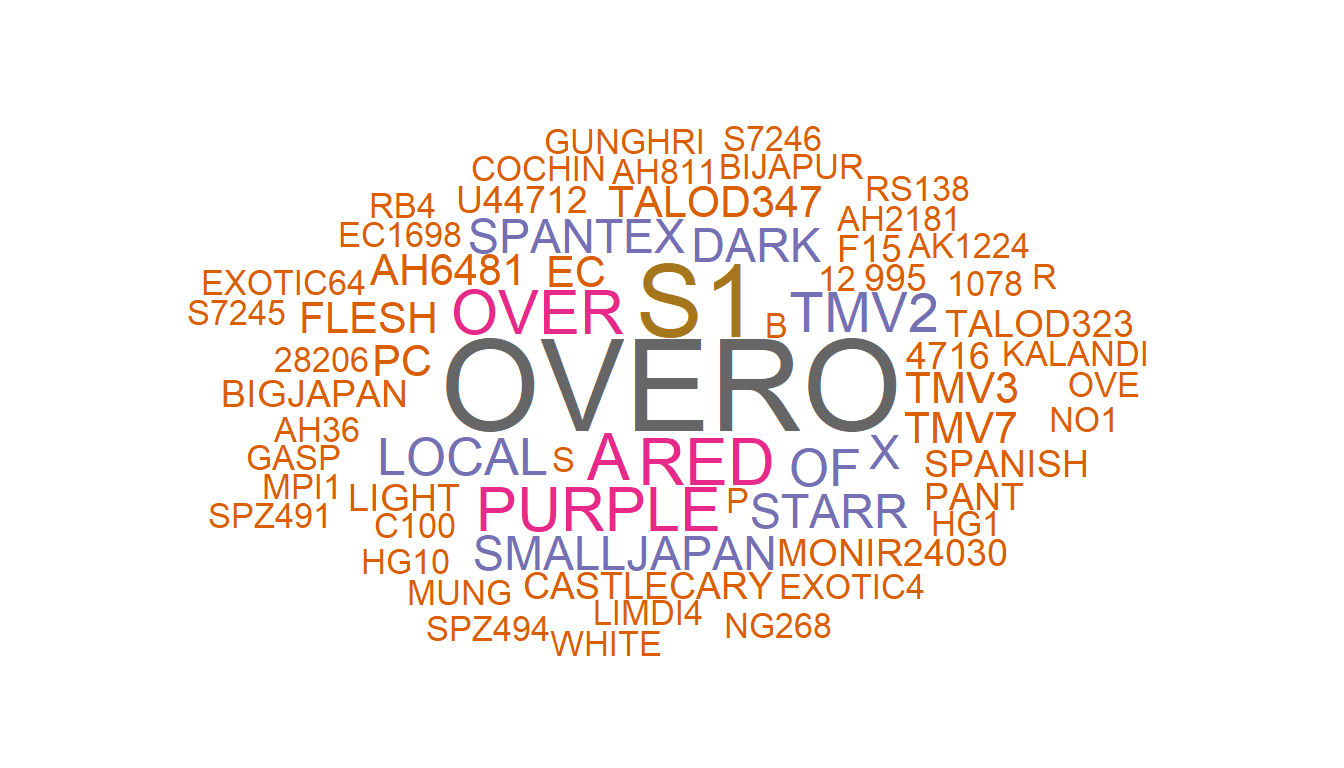 GUNGHRI S7246
COCHIN AH811 BIJAPUR
RB4 U44712 TALOD347 RS138
EC1698 SPANTEX DARK AH2181
F15 AK1224
EXOTIC64 AH6481 EC S1 12 995 1078 R
S7245 FLESH OVER B TMV2 TALOD323
28206 PC OVERO 4716 KALANDI
BIGJAPAN TMV3 OVE
AH36 TMV7 NO1
GASP LOCAL S A RED OF X SPANISH
MPI1 LIGHT PURPLE P STARR PANT
SPZ491 C100 HG1
HG10 SMALLJAPAN MONIR24030
MUNG CASTLECARY EXOTIC4
SPZ494 LIMDI4 NG268
WHITE